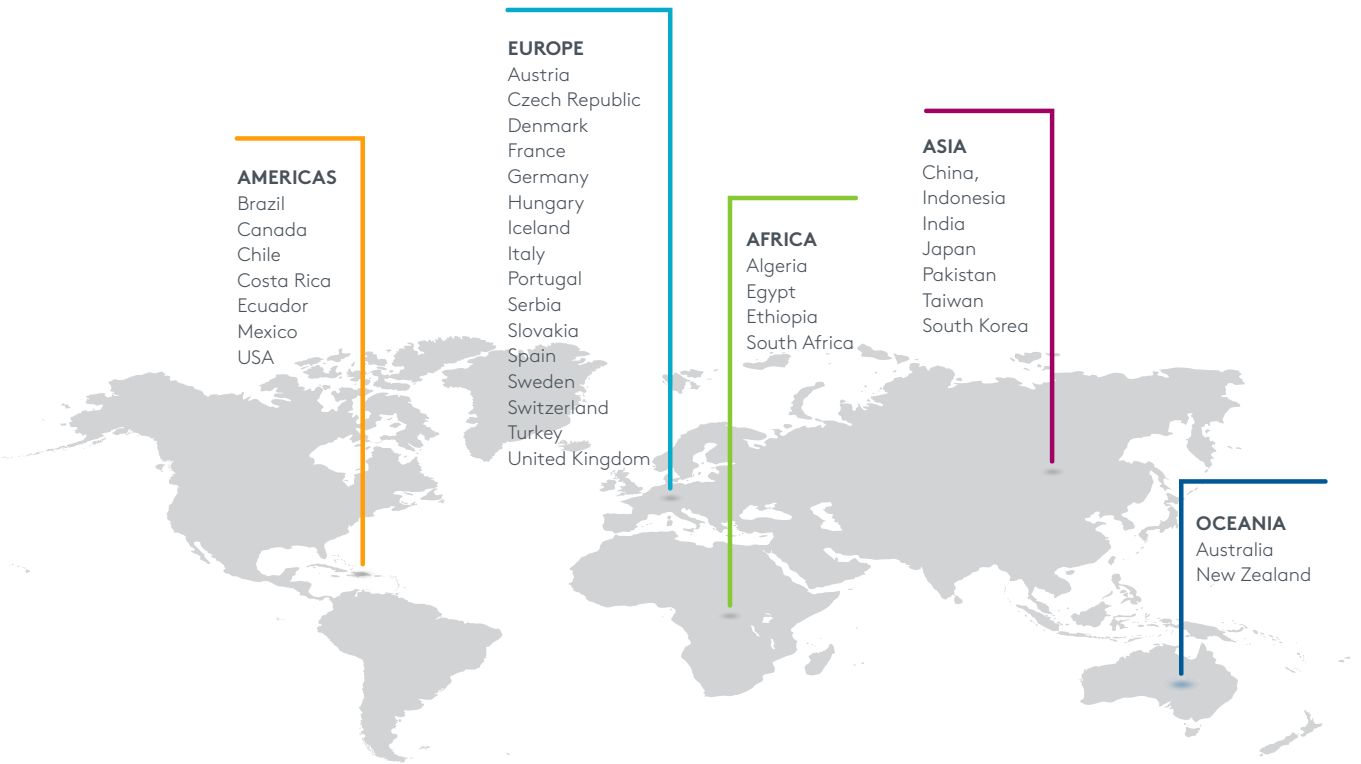 EUROPE
Austria
Czech Republic
Denmark
France
Germany
Hungary
Iceland
Italy
Portugal
Serbia
Slovakia
Spain
Sweden
Switzerland
Turkey
United Kingdom
AMERICAS
Brazil
Canada
Chile
Costa Rica
Ecuador
Mexico
USA
AFRICA
Algeria
Egypt
Ethiopia
South Africa
ASIA
China,
Indonesia
India
Japan
Pakistan
Taiwan
South Korea
OCEANIA
Australia
New Zealand